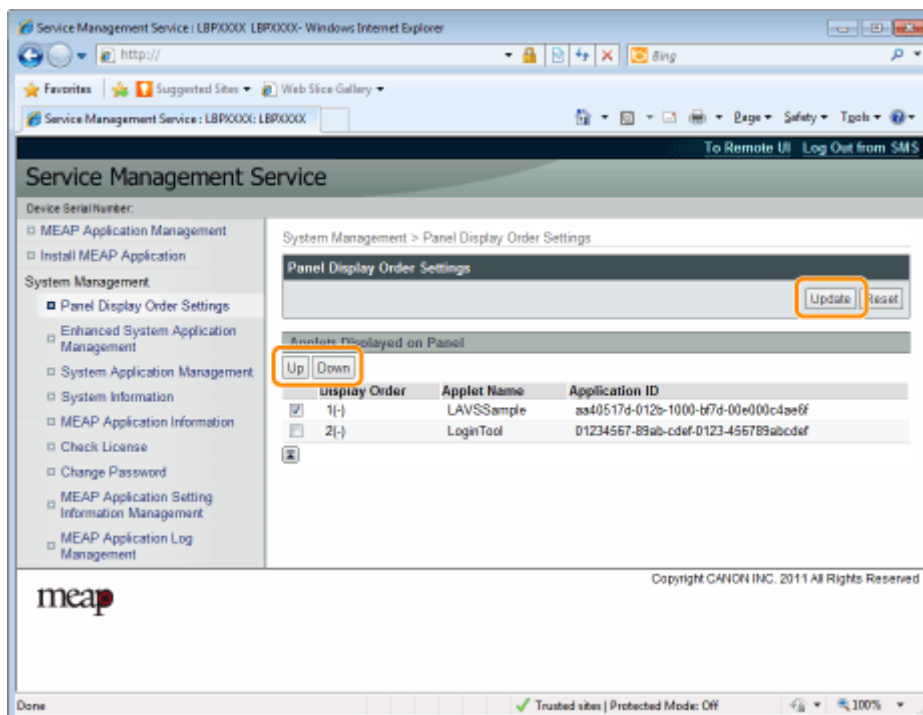 Service Management Service : LBPXXXX LBPXXXX- Windows Internet Explorer
http://
Bing
Favorites Suggested Sites Web Slice Gallery
Service Management Service : LBPXXXX: LBPXXXX
Page Safety Tools
To Remote UI Log Out from SMS
Service Management Service
Device Serial Number:
MEAP Application Management
Install MEAP Application
System Management
Panel Display Order Settings
Enhanced System Application
Management
System Application Management
System Information
MEAP Application Information
Check License
Change Password
MEAP Application Setting
Information Management
MEAP Application Log
Management
System Management > Panel Display Order Settings
Panel Display Order Settings
Update Reset
Applets Displayed on Panel
Up Down
Display Order Applet Name Application ID
1(-) LAVSSample aa40517d-012b-1000-bf7d-00e000c4ae6f
2(-) LoginTool 01234567-89ab-cdef-0123-456789abcdef
Copyright CANON INC. 2011 All Rights Reserved
meap
Done
Trusted sites | Protected Mode: Off
100%